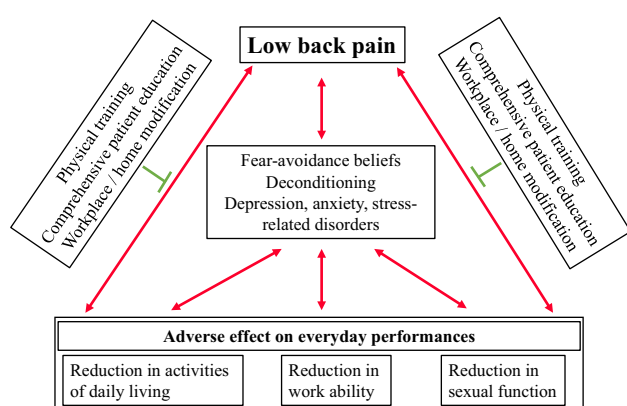 Low back pain
Physical training
Comprehensive patient education
Workplace / home modification
Physical training
Comprehensive patient education
Workplace / home modification
Fear-avoidance beliefs
Deconditioning
Depression, anxiety, stress-
related disorders
Adverse effect on everyday performances
Reduction in activities
of daily living
Reduction in
work ability
Reduction in
sexual function